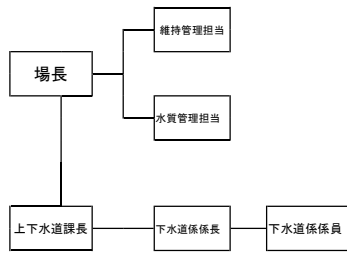 維持管理担当
場長
水質管理担当
上下水道課長
下水道係係長
下水道係係員